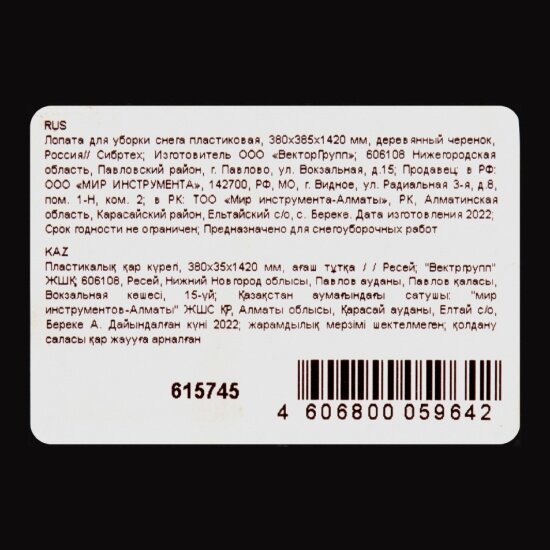 RUS
Лопата для уборки снега пластиковая, 380х385х1420 мм, деревянный черенок,
Россия// Сибртех; Изготовитель ООО «ВекторГрупп»; 606108 Нижегородская
область, Павловский район, г. Павлово, ул. Вокзальная, д.15; Продавец: в РФ:
ООО «МИР ИНСТРУМЕНТА», 142700, РФ, МО, г. Видное, ул. Радиальная 3-я, д.8,
пом. 1-Н, ком. 2; в РК: ТОО «Мир инструмента-Алматы», РК, Алматинская
область, Карасайский район, Ельтайский с/о, с. Береке. Дата изготовления 2022;
Срок годности не ограничен; Предназначено для снегоуборочных работ
KAZ
Пластикалық қар күрегі, 380х35х1420 мм, ағаш тұтқа / / Ресей; "Вектргрупп"
ЖШҚ; 606108, Ресей, Нижний Новгород облысы, Павлов ауданы, Павлов қаласы,
Вокзальная көшесі, 15-үй; Қазақстан аумағындағы сатушы: "мир
инструментов-Алматы" ЖШС ҚР, Алматы облысы, Қарасай ауданы, Елтай с/о,
Береке А. Дайындалған күні 2022; жарамдылық мерзімі шектелмеген; қолдану
саласы қар жаууға арналған
615745
4 606800 059642